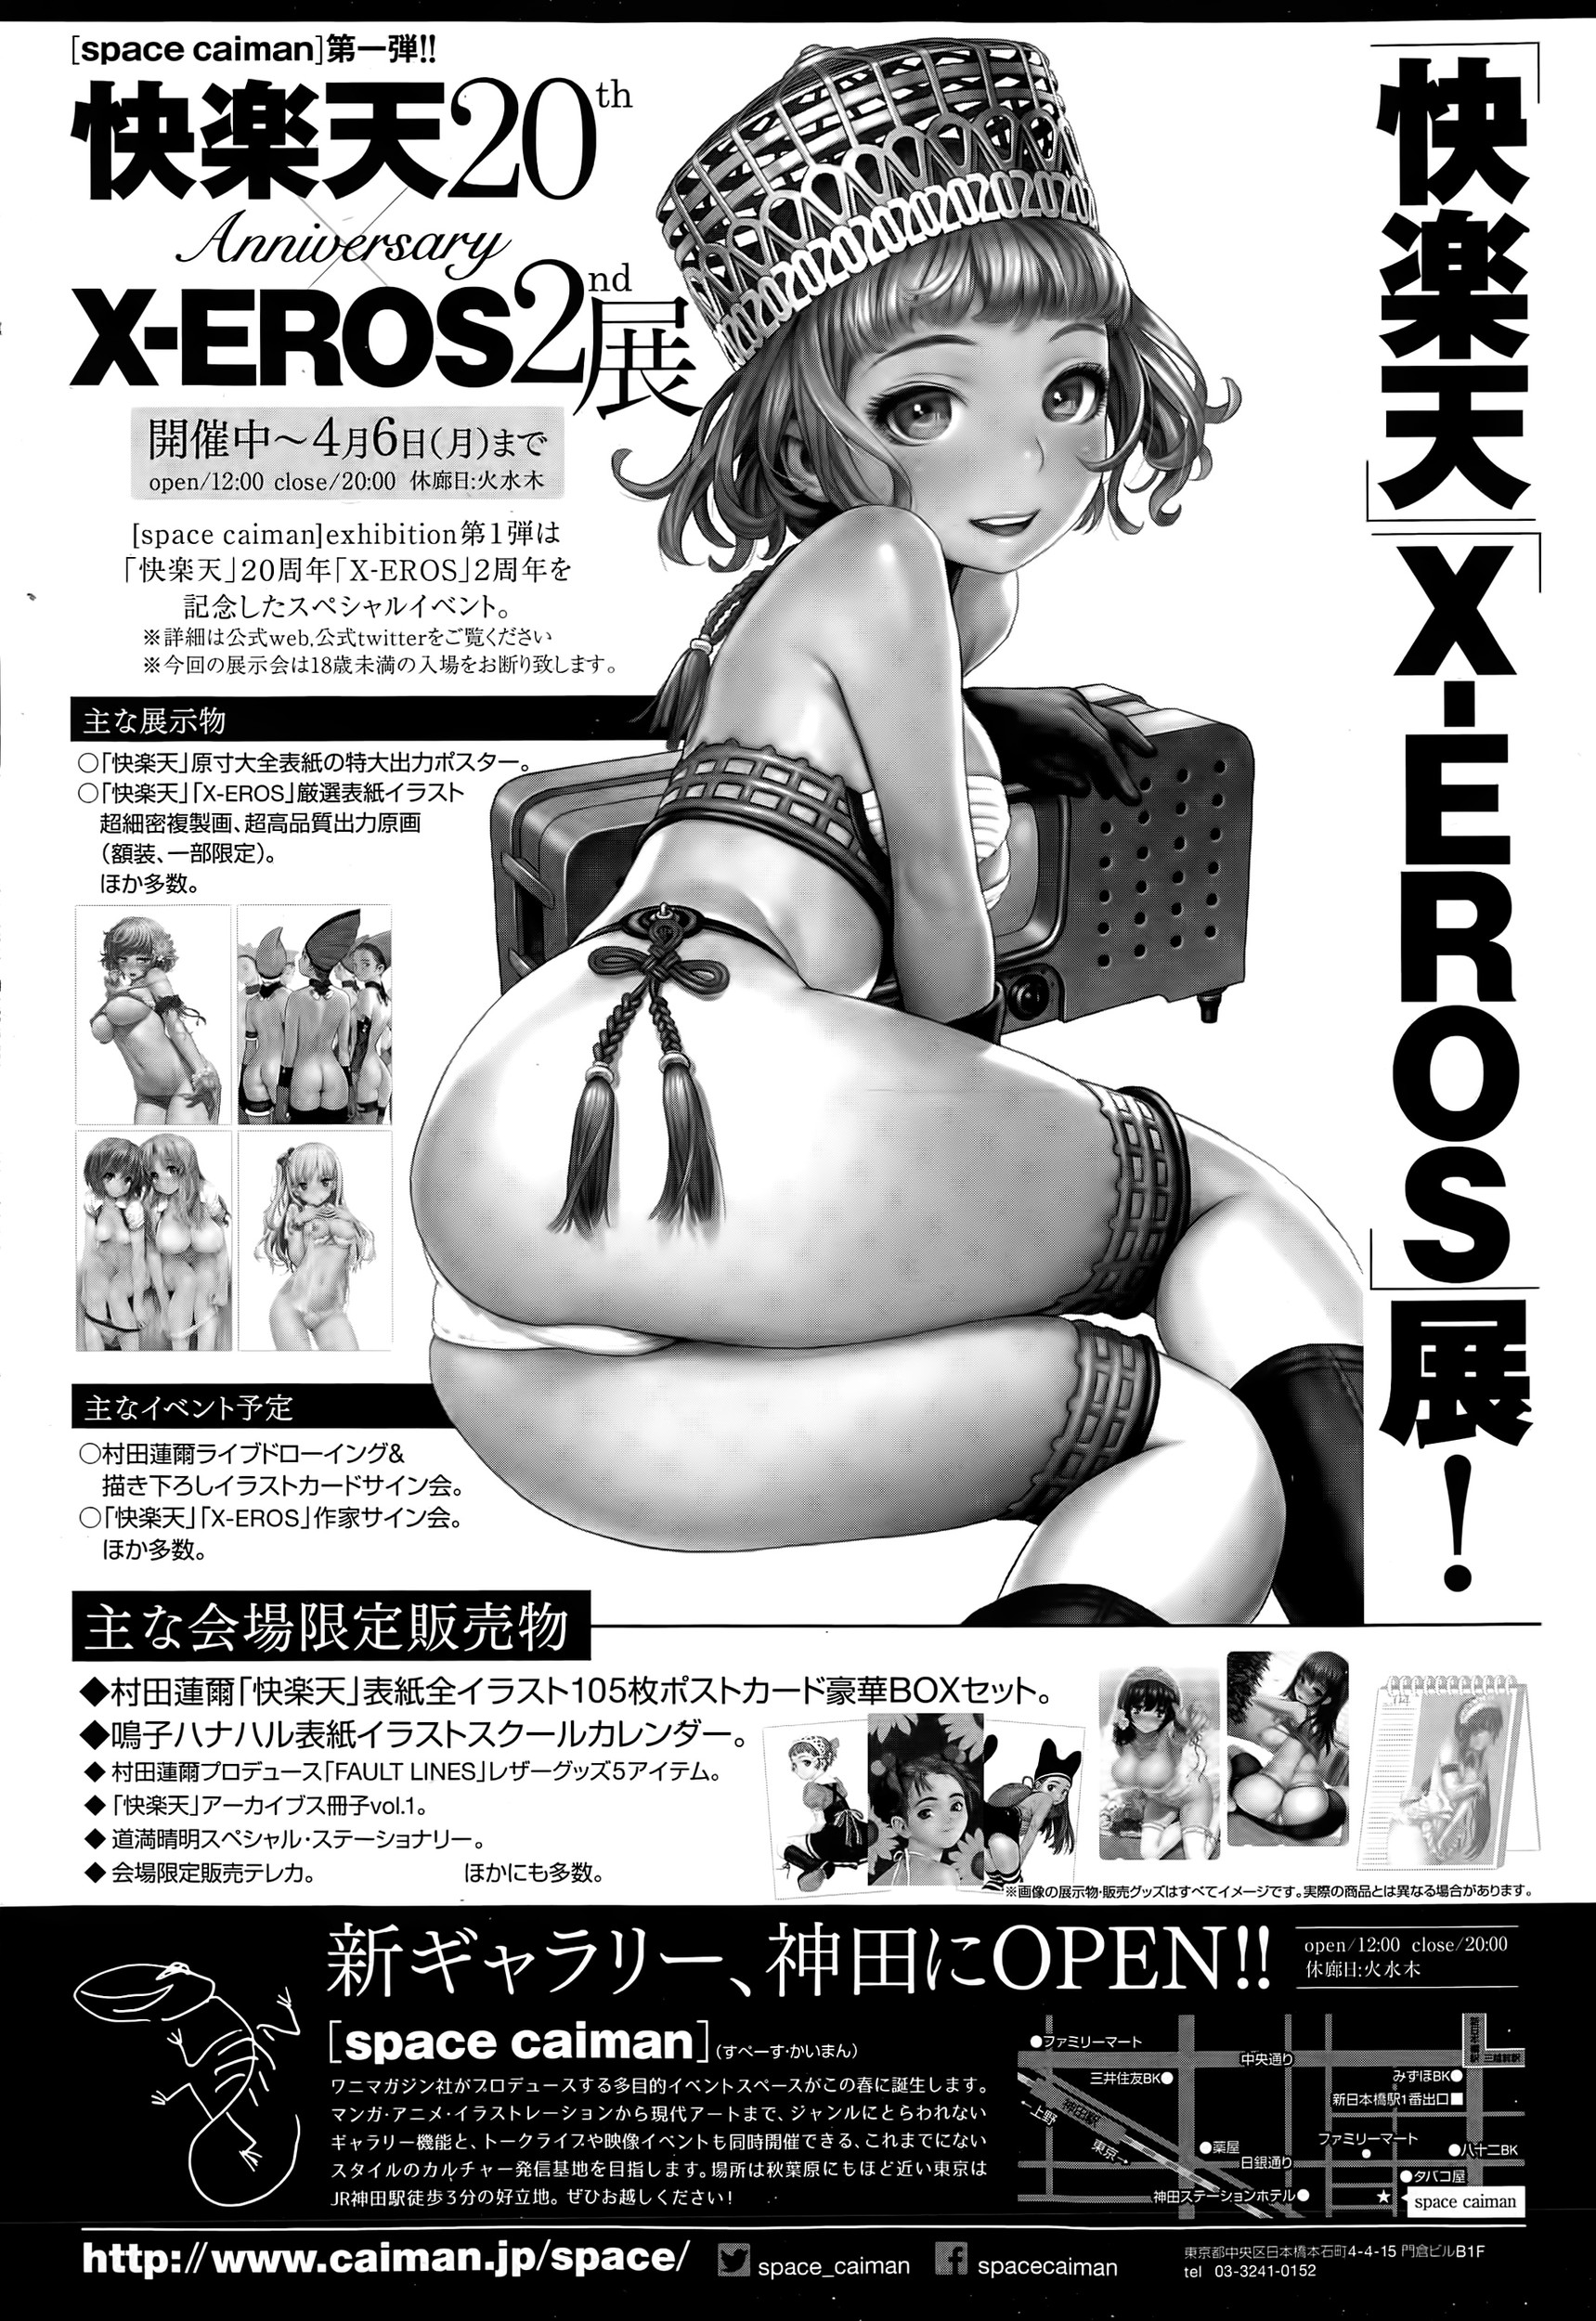 [space caiman]第一弾!!
快楽天20th
Anniversary
X-EROS2nd展
開催中～4月6日(月)まで
open/12:00 close/20:00 休廊日:火水木
[space caiman]exhibition第1弾は
「快楽天」20周年「X-EROS」2周年を
記念したスペシャルイベント。
※詳細は公式web,公式twitterをご覧ください
※今回の展示会は18歳未満の入場をお断り致します。
「快楽天」「X-EROS」展!
20202020202020202020
主な展示物
○「快楽天」原寸大全表紙の特大出力ポスター。
○「快楽天」「X-EROS」厳選表紙イラスト
超細密複製画、超高品質出力原画
(額装、一部限定)。
ほか多数。
主なイベント予定
○村田蓮爾ライブドローイング&
描き下ろしイラストカードサイン会。
○「快楽天」「X-EROS」作家サイン会。
ほか多数。
主な会場限定販売物
◆村田蓮爾「快楽天」表紙全イラスト105枚ポストカード豪華BOXセット。
◆鳴子ハナハル表紙イラストスクールカレンダー。
◆村田蓮爾プロデュース「FAULT LINES」レザーグッズ5アイテム。
◆「快楽天」アーカイブス冊子vol.1。
◆道満晴明スペシャル・ステーショナリー。
◆会場限定販売テレカ。 ほかにも多数。
※画像の展示物・販売グッズはすべてイメージです。実際の商品とは異なる場合があります。
新ギャラリー、神田にOPEN!!
open/12:00 close/20:00
休廊日:火水木
[space caiman](すぺーす・かいまん)
ワニマガジン社がプロデュースする多目的イベントスペースがこの春に誕生します。
マンガ・アニメ・イラストレーションから現代アートまで、ジャンルにとらわれない
ギャラリー機能と、トークライブや映像イベントも同時開催できる、これまでにない
スタイルのカルチャー発信基地を目指します。場所は秋葉原にもほど近い東京は
JR神田駅徒歩3分の好立地。ぜひお越しください!
●ファミリーマート
中央通り
三井住友BK●
みずほBK●
新日本橋駅1番出口■
←上野
神田駅
東京→
●薬屋
日銀通り
ファミリーマート
●八十二BK
●タバコ屋
神田ステーションホテル●
★
space caiman
http://www.caiman.jp/space/
space_caiman
spacecaiman
東京都中央区日本橋本石町4-4-15 門倉ビルB1F
tel 03-3241-0152